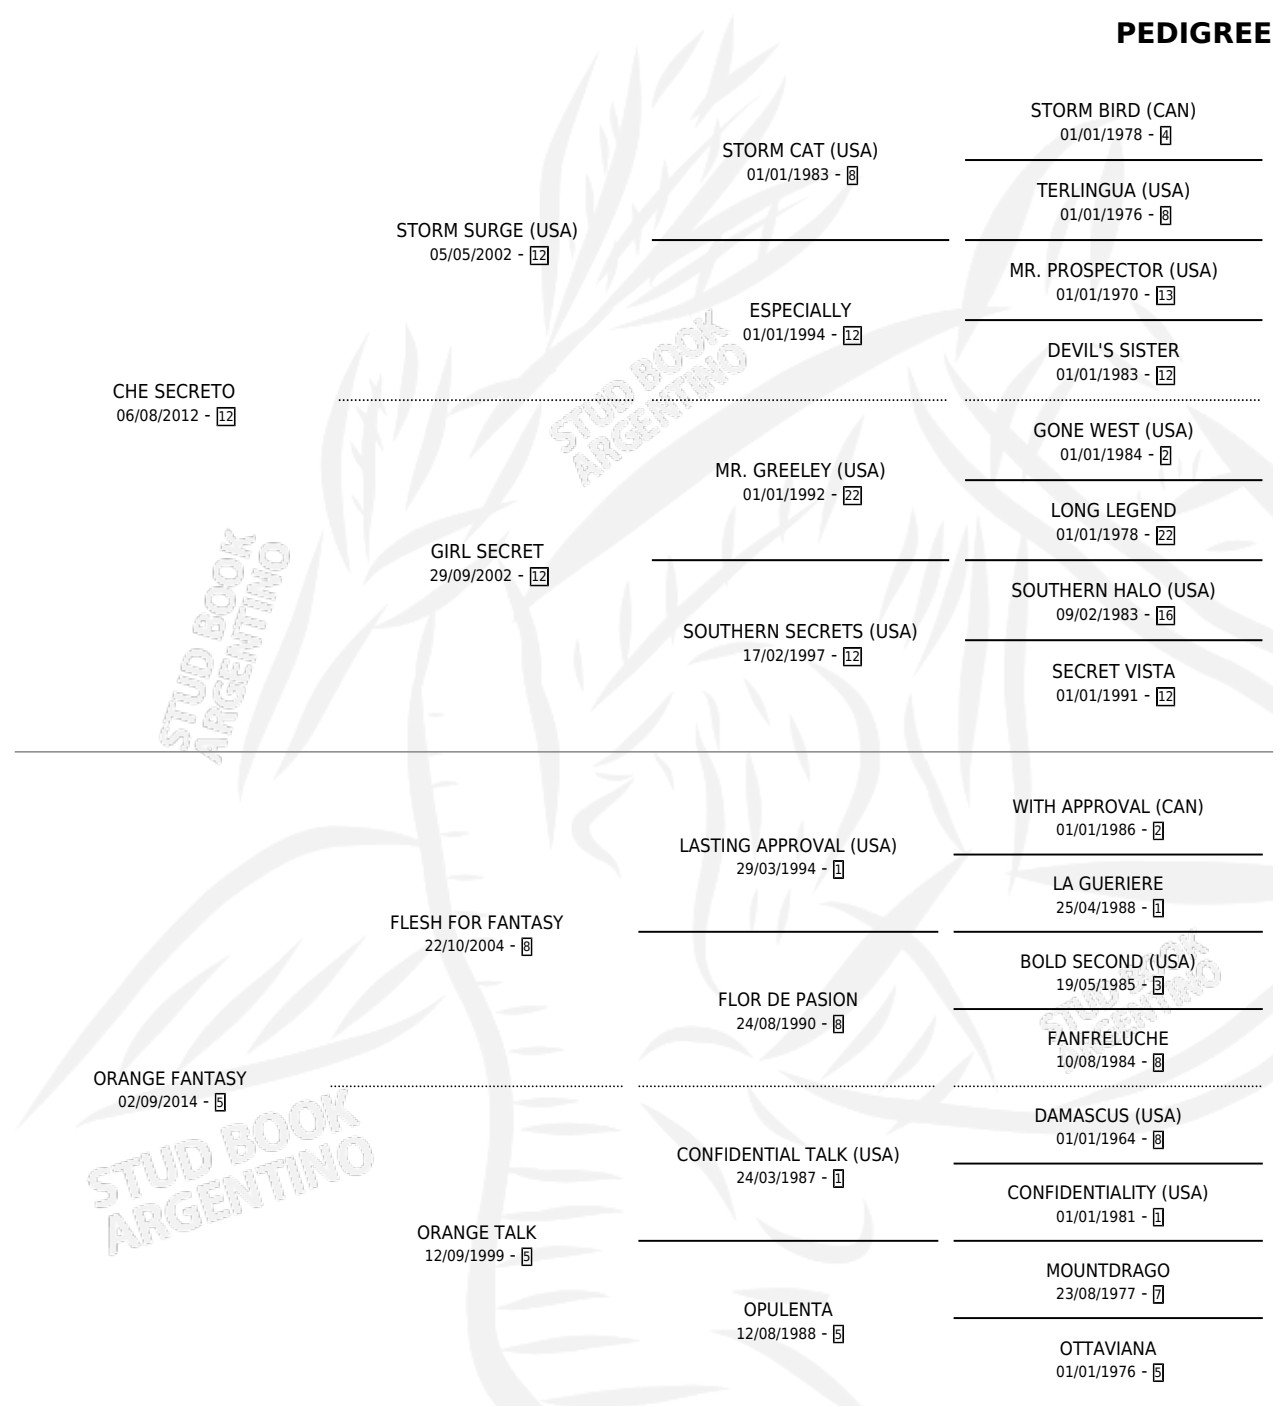 PEDIGREE
STORM BIRD (CAN)
01/01/1978 - 4
STORM CAT (USA)
01/01/1983 - 8
TERLINGUA (USA)
01/01/1976 - 8
STORM SURGE (USA)
05/05/2002 - 12
MR. PROSPECTOR (USA)
01/01/1970 - 13
ESPECIALLY
01/01/1994 - 12
DEVIL'S SISTER
01/01/1983 - 12
CHE SECRETO
06/08/2012 - 12
GONE WEST (USA)
01/01/1984 - 2
MR. GREELEY (USA)
01/01/1992 - 22
LONG LEGEND
01/01/1978 - 22
GIRL SECRET
29/09/2002 - 12
SOUTHERN HALO (USA)
09/02/1983 - 16
SOUTHERN SECRETS (USA)
17/02/1997 - 12
SECRET VISTA
01/01/1991 - 12
WITH APPROVAL (CAN)
01/01/1986 - 2
LASTING APPROVAL (USA)
29/03/1994 - 1
LA GUERIERE
25/04/1988 - 1
FLESH FOR FANTASY
22/10/2004 - 8
BOLD SECOND (USA)
19/05/1985 - 3
FLOR DE PASION
24/08/1990 - 8
FANFRELUCHE
10/08/1984 - 8
ORANGE FANTASY
02/09/2014 - 5
DAMASCUS (USA)
01/01/1964 - 8
CONFIDENTIAL TALK (USA)
24/03/1987 - 1
CONFIDENTIALITY (USA)
01/01/1981 - 1
ORANGE TALK
12/09/1999 - 5
MOUNTDRAGO
23/08/1977 - 7
OPULENTA
12/08/1988 - 5
OTTAVIANA
01/01/1976 - 5
STUD BOOK
ARGENTINO
STUD BOOK
ARGENTINO
STUD BOOK
ARGENTINO
STUD BOOK
ARGENTINO